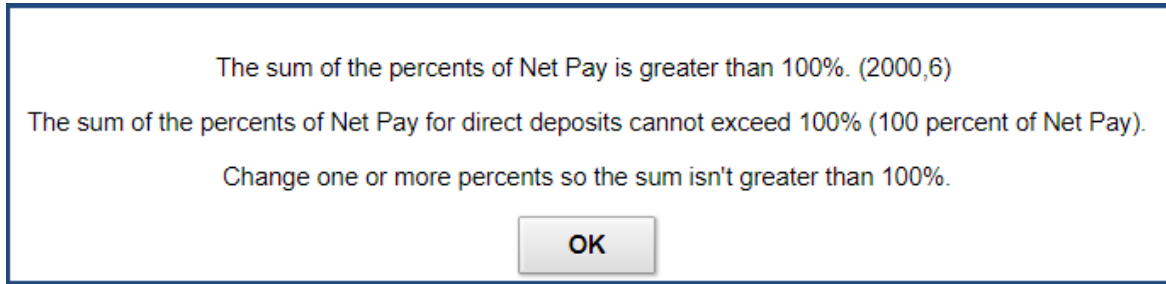 The sum of the percents of Net Pay is greater than 100%. (2000,6)
The sum of the percents of Net Pay for direct deposits cannot exceed 100% (100 percent of Net Pay).
Change one or more percents so the sum isn't greater than 100%.
OK